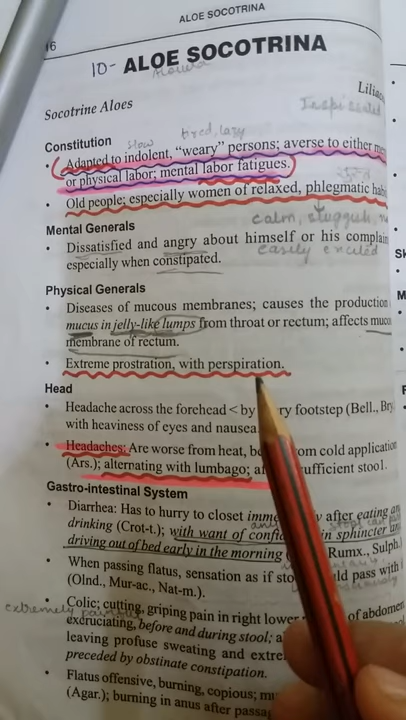 ALOE SOCOTRINA
16
10- ALOE SOCOTRINA
Socotrine Aloes
Constitution
slow tired, lazy
Adapted to indolent, "weary" persons; averse to either
or physical labor; mental labor fatigues.
Old people; especially women of relaxed, phlegmatic
calm, sluggish,
Mental Generals
Dissatisfied and angry about himself or his
easily excited
especially when constipated.
Physical Generals
Diseases of mucous membranes; causes the production
mucus in jelly-like lumps from throat or rectum; affects
membrane of rectum.
Extreme prostration, with perspiration.
Head
Headache across the forehead < by footstep (Bell.,
with heaviness of eyes and nausea.
Headaches: Are worse from heat, from cold
(Ars.); alternating with lumbago; stool.
Gastro-intestinal System
Diarrhea: Has to hurry to closet after eating
drinking (Crot-t.); with want of in sphincter
driving out of bed early in the morning Rumx., Sulph.
When passing flatus, sensation as if pass with
(Olnd., Mur-ac., Nat-m.).
extremely
Colic; cutting, griping pain in right lower of
excruciating, before and during stool;
leaving profuse sweating and
preceded by obstinate constipation.
Flatus offensive, burning, copious;
(Agar.); burning in anus after